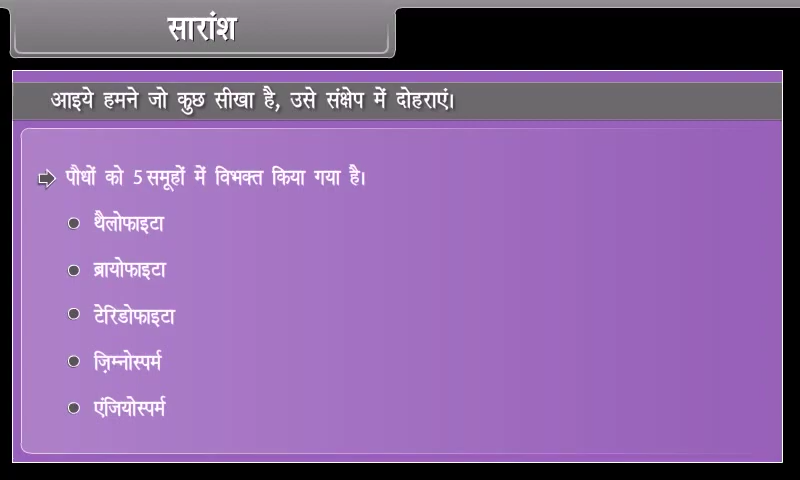 सारांश
आइये हमने जो कुछ सीखा है, उसे संक्षेप में दोहराएं।
पौधों को 5 समूहों में विभक्त किया गया है।
थैलोफाइटा
ब्रायोफाइटा
टेरिडोफाइटा
ज़िम्नोस्पर्म
एंजियोस्पर्म